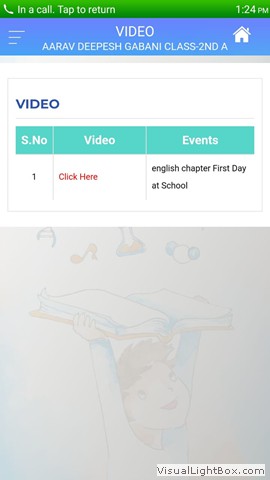 In a call. Tap to return 1:24 PM
VIDEO
AARAV DEEPESH GABANI CLASS-2ND A
VIDEO
S.No Video Events
1 Click Here english chapter First Day
at School
A
VisualLightBox.com